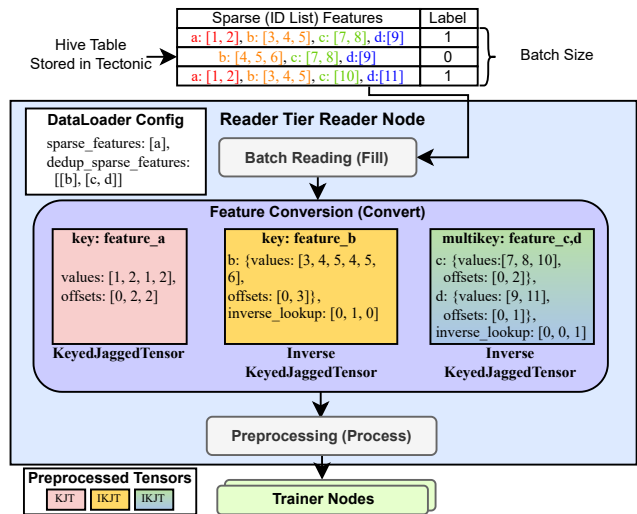 Sparse (ID List) Features Label
a: [1, 2], b: [3, 4, 5], c: [7, 8], d:[9] 1
b: [4, 5, 6], c: [7, 8], d:[9] 0
a: [1, 2], b: [3, 4, 5], c: [10], d:[11] 1
Hive Table
Stored in Tectonic
Batch Size
DataLoader Config
sparse_features: [a],
dedup_sparse_features:
[[b], [c, d]]
Reader Tier Reader Node
Batch Reading (Fill)
Feature Conversion (Convert)
key: feature_a
values: [1, 2, 1, 2],
offsets: [0, 2, 2]
KeyedJaggedTensor
key: feature_b
b: {values: [3, 4, 5, 4, 5,
6],
offsets: [0, 3]},
inverse_lookup: [0, 1, 0]
Inverse
KeyedJaggedTensor
multikey: feature_c,d
c: {values:[7, 8, 10],
offsets: [0, 2]},
d: {values: [9, 11],
offsets: [0, 1]},
inverse_lookup: [0, 0, 1]
Inverse
KeyedJaggedTensor
Preprocessing (Process)
Preprocessed Tensors
KJT IKJT IKJT
Trainer Nodes